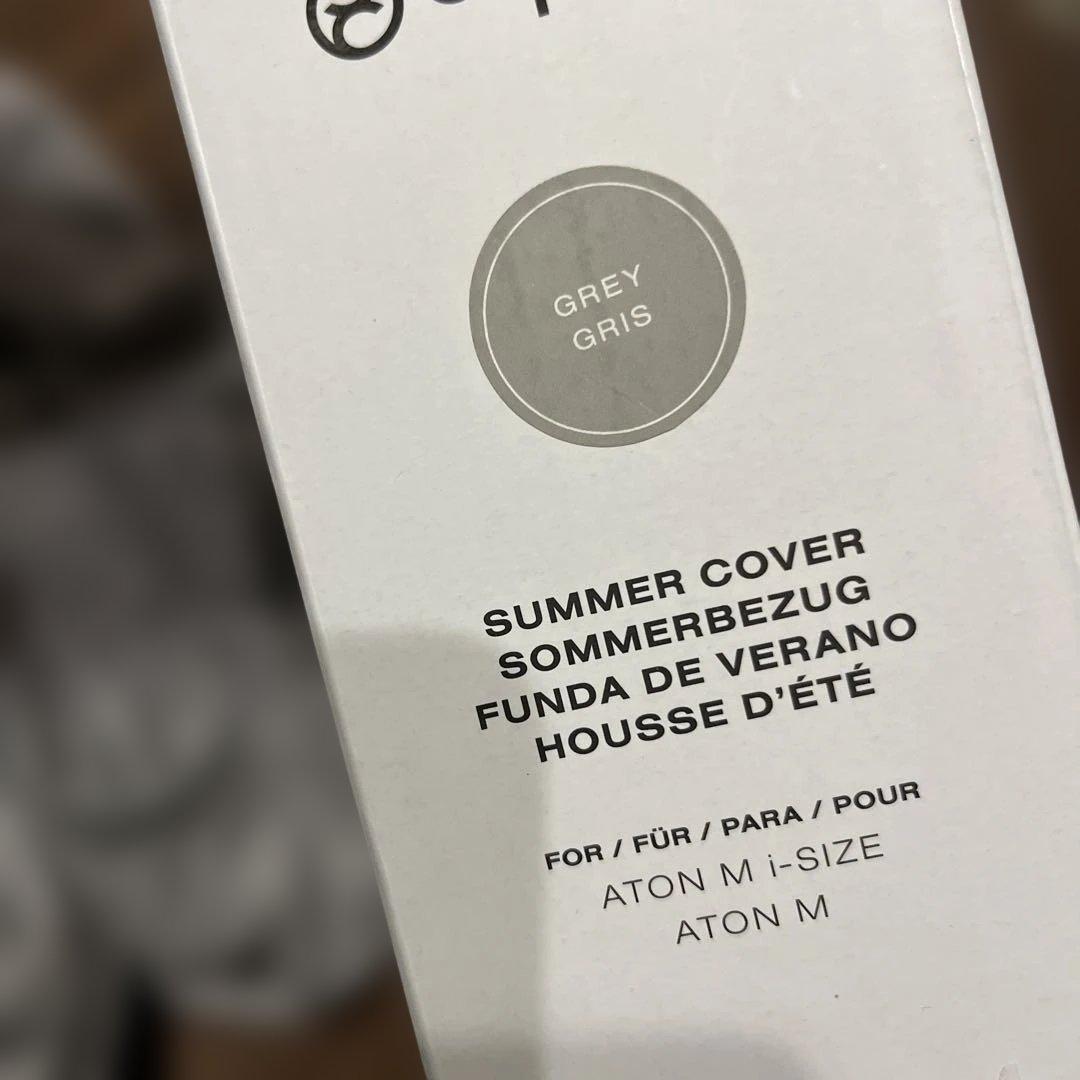 GREY
GRIS
SUMMER COVER
SOMMERBEZUG
FUNDA DE VERANO
HOUSSE D'ÉTÉ
FOR / FÜR / PARA / POUR
ATON M i-SIZE
ATON M